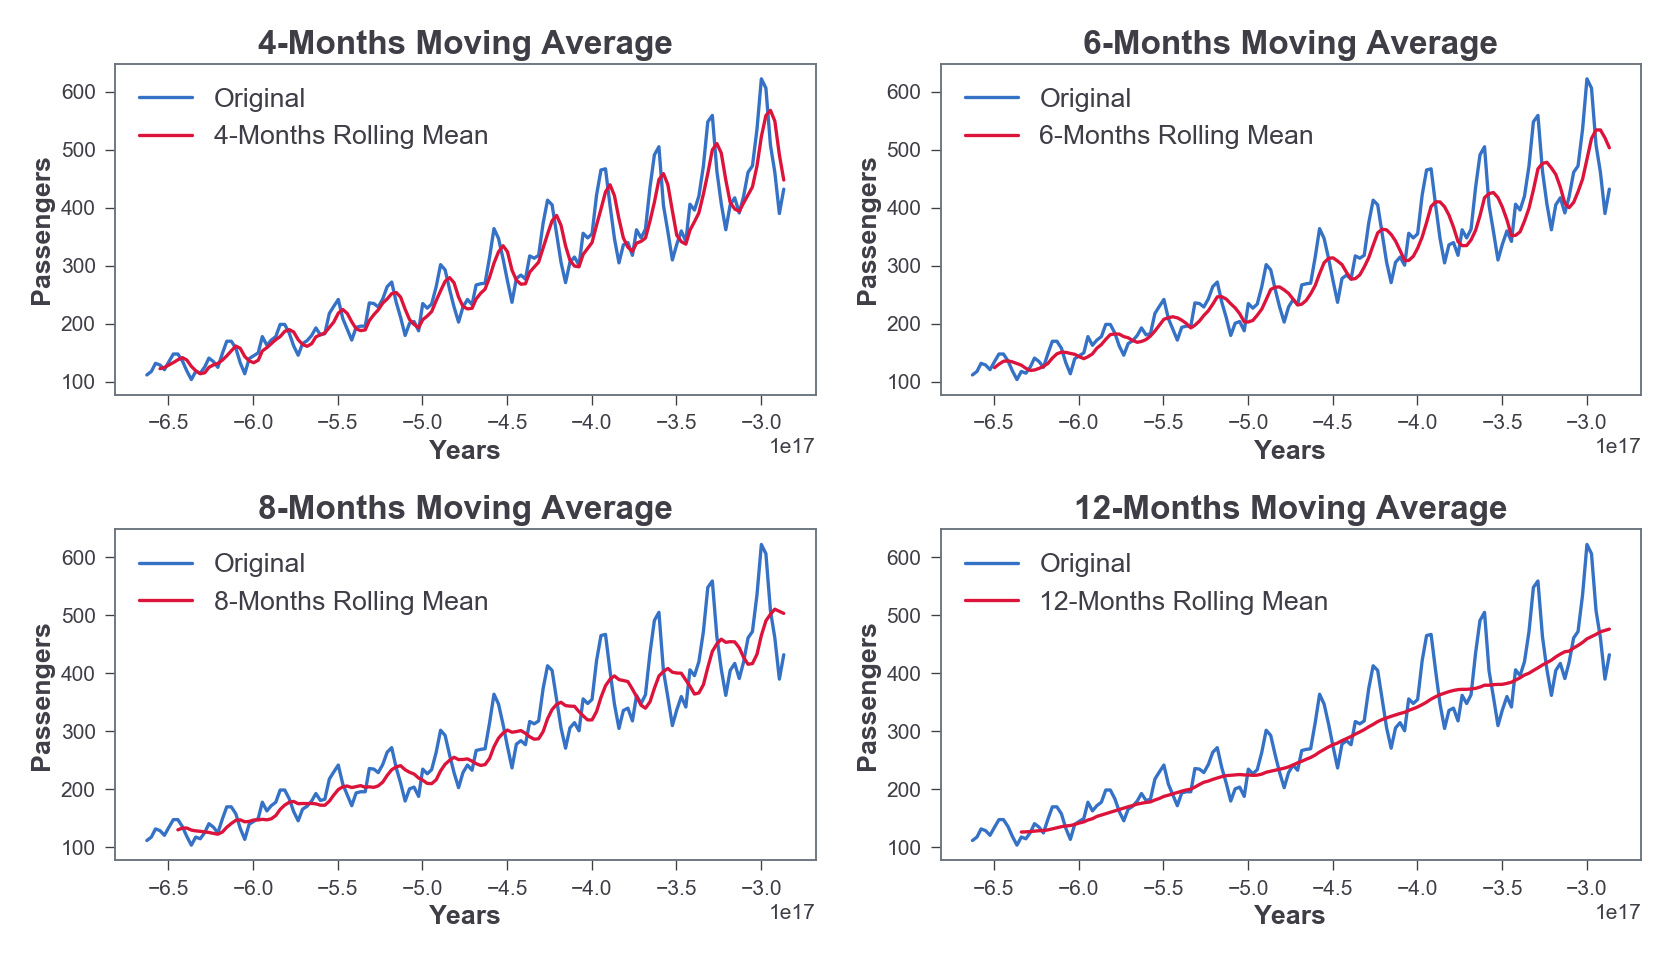 4-Months Moving Average
Passengers
600
500
400
300
200
100
Original
4-Months Rolling Mean
−6.5 −6.0 −5.5 −5.0 −4.5 −4.0 −3.5 −3.0
1e17
Years
6-Months Moving Average
Passengers
600
500
400
300
200
100
Original
6-Months Rolling Mean
−6.5 −6.0 −5.5 −5.0 −4.5 −4.0 −3.5 −3.0
1e17
Years
8-Months Moving Average
Passengers
600
500
400
300
200
100
Original
8-Months Rolling Mean
−6.5 −6.0 −5.5 −5.0 −4.5 −4.0 −3.5 −3.0
1e17
Years
12-Months Moving Average
Passengers
600
500
400
300
200
100
Original
12-Months Rolling Mean
−6.5 −6.0 −5.5 −5.0 −4.5 −4.0 −3.5 −3.0
1e17
Years